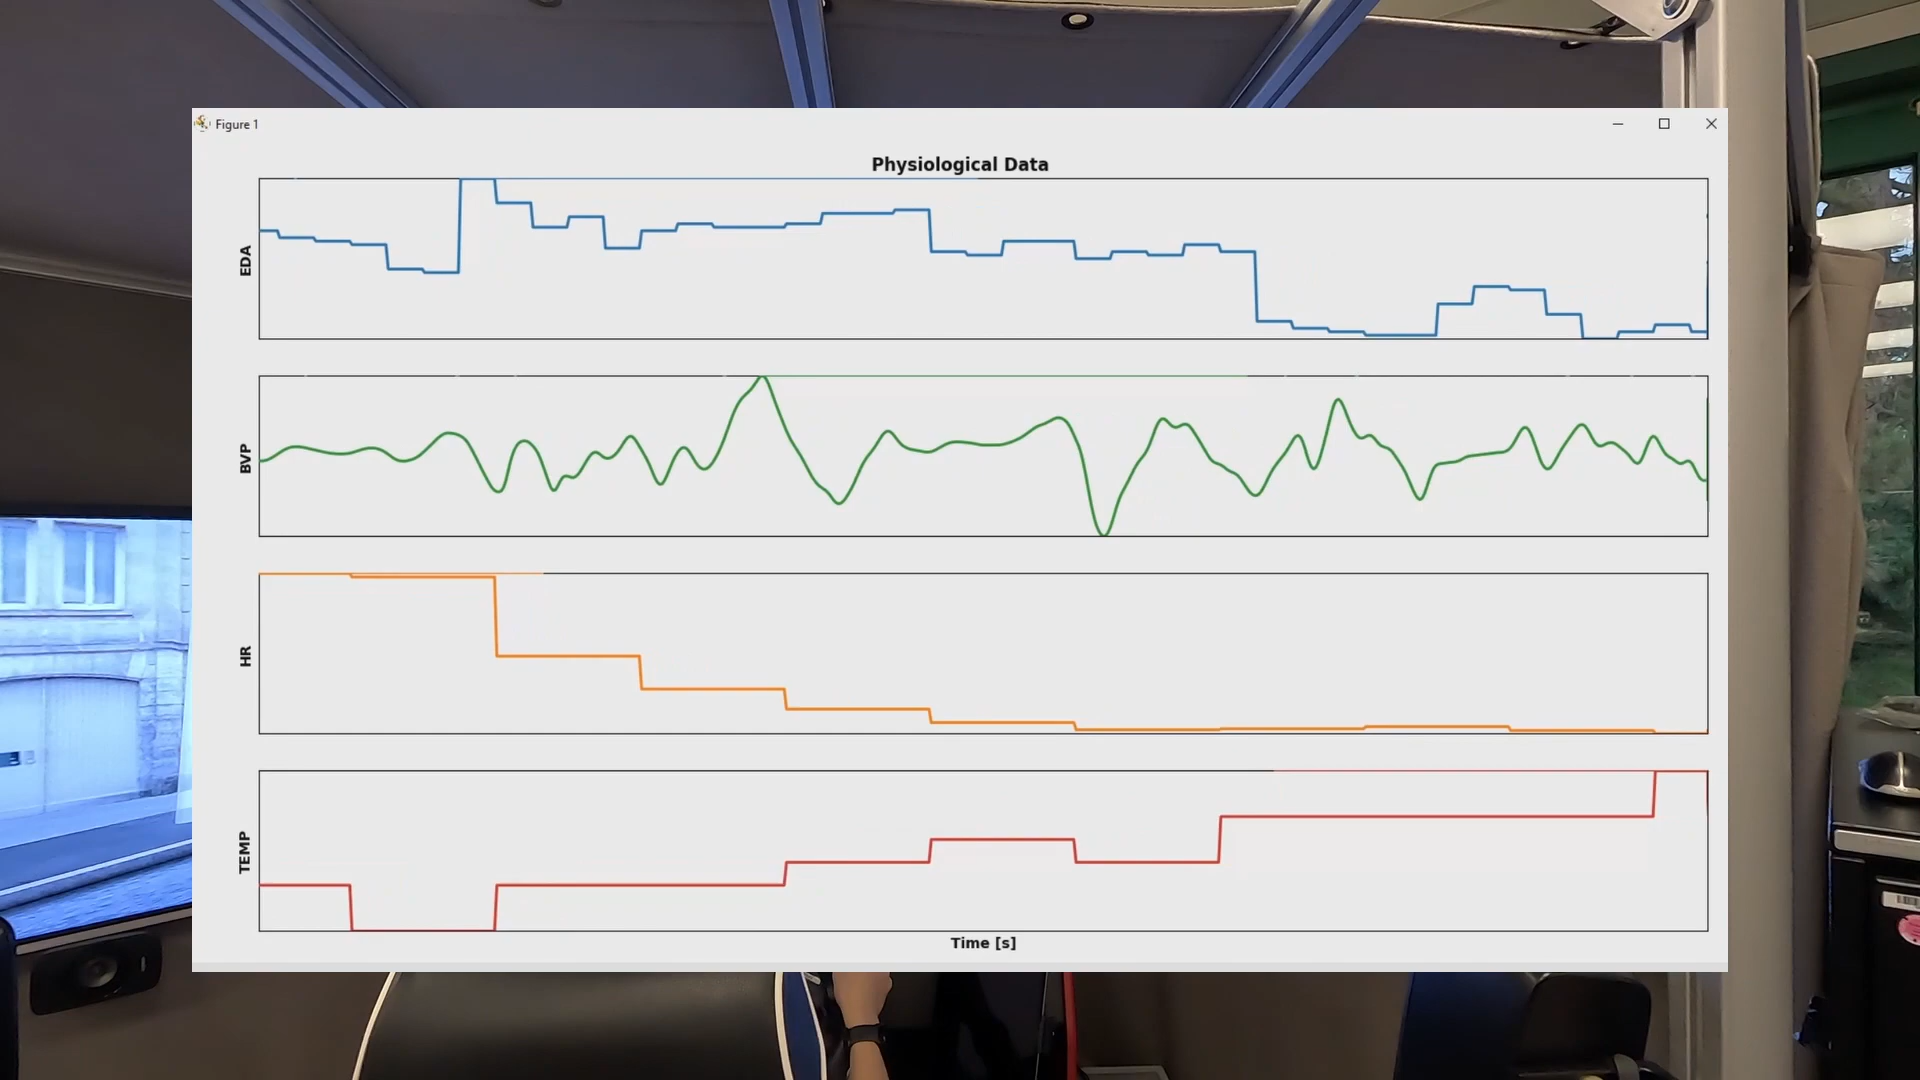 Figure 1
Physiological Data
EDA
BVP
HR
TEMP
Time [s]